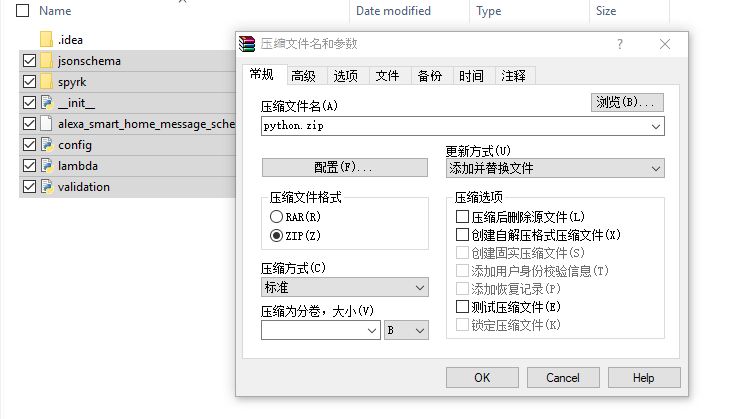 Name Date modified Type Size
.idea
jsonschema
spyrk
__init__
alexa_smart_home_message_sche
config
lambda
validation
压缩文件名和参数
? ×
常规 高级 选项 文件 备份 时间 注释
压缩文件名(A) 浏览(B)...
python.zip
更新方式(U)
配置(F)... 添加并替换文件
压缩文件格式
RAR(R)
ZIP(Z)
压缩方式(C)
标准
压缩为分卷，大小(V)
B
压缩选项
压缩后删除源文件(L)
创建自解压格式压缩文件(X)
创建固实压缩文件(S)
添加用户身份校验信息(T)
添加恢复记录(P)
测试压缩文件(E)
锁定压缩文件(K)
OK Cancel Help